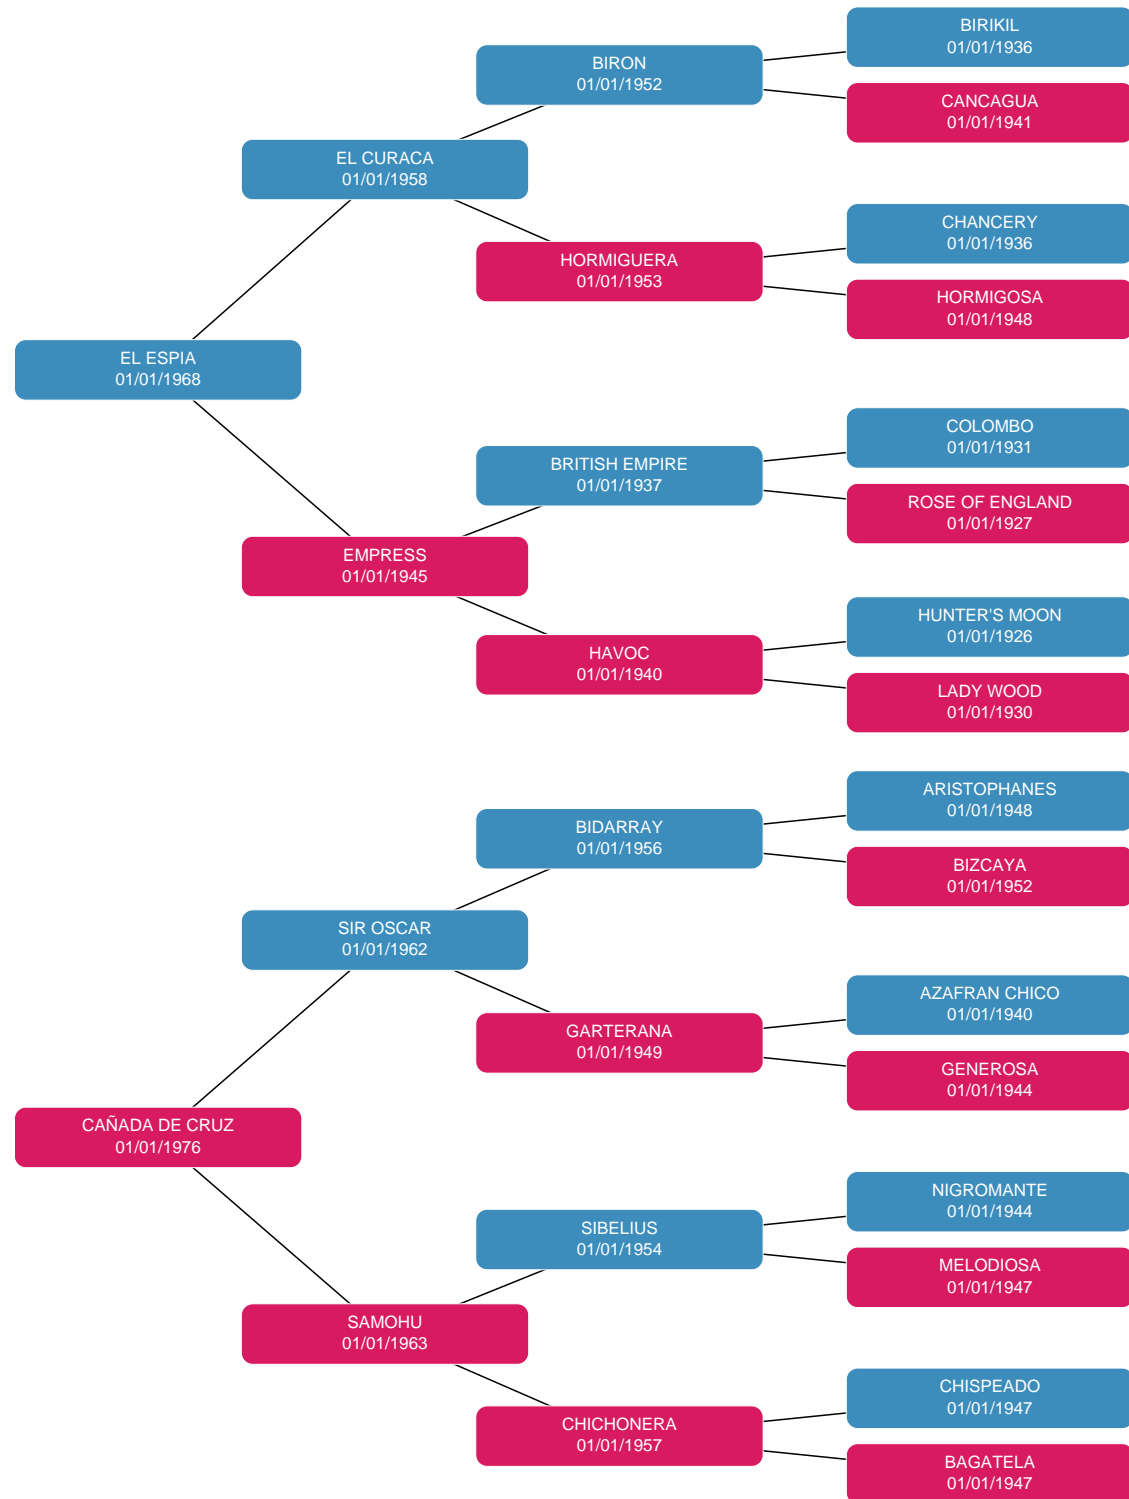 BIRIKIL
01/01/1936
BIRON
01/01/1952
CANCAGUA
01/01/1941
EL CURACA
01/01/1958
CHANCERY
01/01/1936
HORMIGUERA
01/01/1953
HORMIGOSA
01/01/1948
EL ESPIA
01/01/1968
COLOMBO
01/01/1931
BRITISH EMPIRE
01/01/1937
ROSE OF ENGLAND
01/01/1927
EMPRESS
01/01/1945
HUNTER'S MOON
01/01/1926
HAVOC
01/01/1940
LADY WOOD
01/01/1930
ARISTOPHANES
01/01/1948
BIDARRAY
01/01/1956
BIZCAYA
01/01/1952
SIR OSCAR
01/01/1962
AZAFRAN CHICO
01/01/1940
GARTERANA
01/01/1949
GENEROSA
01/01/1944
CAÑADA DE CRUZ
01/01/1976
NIGROMANTE
01/01/1944
SIBELIUS
01/01/1954
MELODIOSA
01/01/1947
SAMOHU
01/01/1963
CHISPEADO
01/01/1947
CHICHONERA
01/01/1957
BAGATELA
01/01/1947